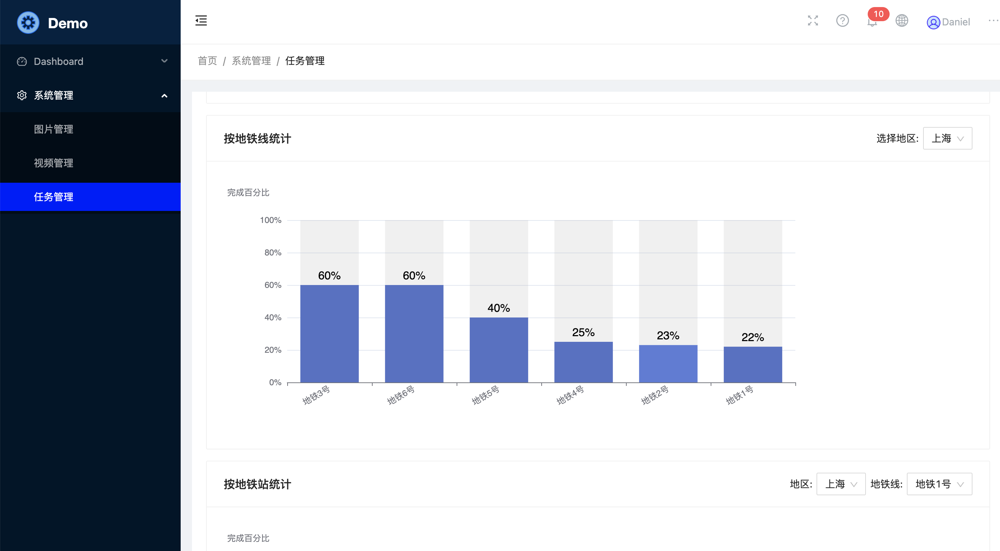 Demo
10
Daniel
Dashboard
系统管理
图片管理
视频管理
任务管理
首页 / 系统管理 / 任务管理
按地铁线统计
选择地区: 上海
完成百分比
100%
80%
60%
40%
20%
0%
60%
60%
40%
25%
23%
22%
地铁3号
地铁6号
地铁5号
地铁4号
地铁2号
地铁1号
按地铁站统计
地区: 上海 地铁线: 地铁1号
完成百分比